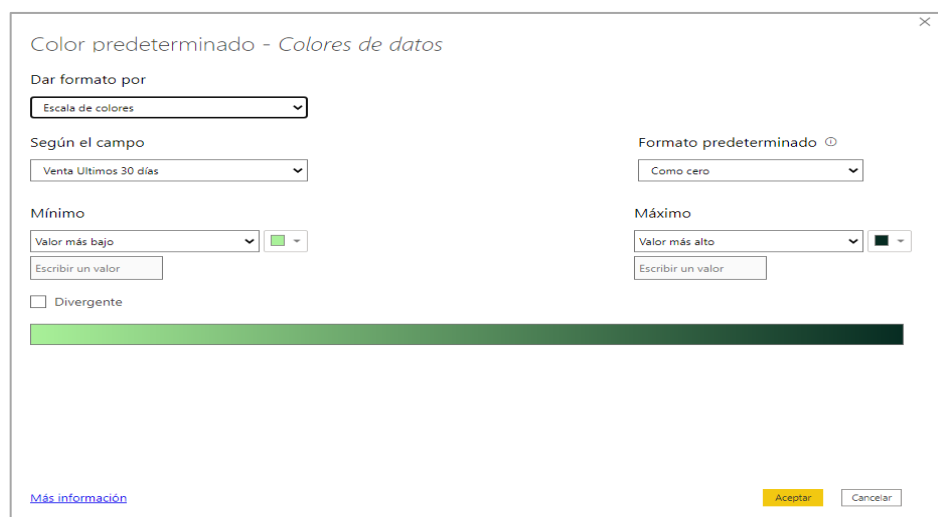 Color predeterminado - Colores de datos
Dar formato por
Escala de colores
Según el campo
Formato predeterminado
Venta Ultimos 30 días
Como cero
Mínimo
Máximo
Valor más bajo
Valor más alto
Escribir un valor
Escribir un valor
Divergente
Más información
Aceptar
Cancelar